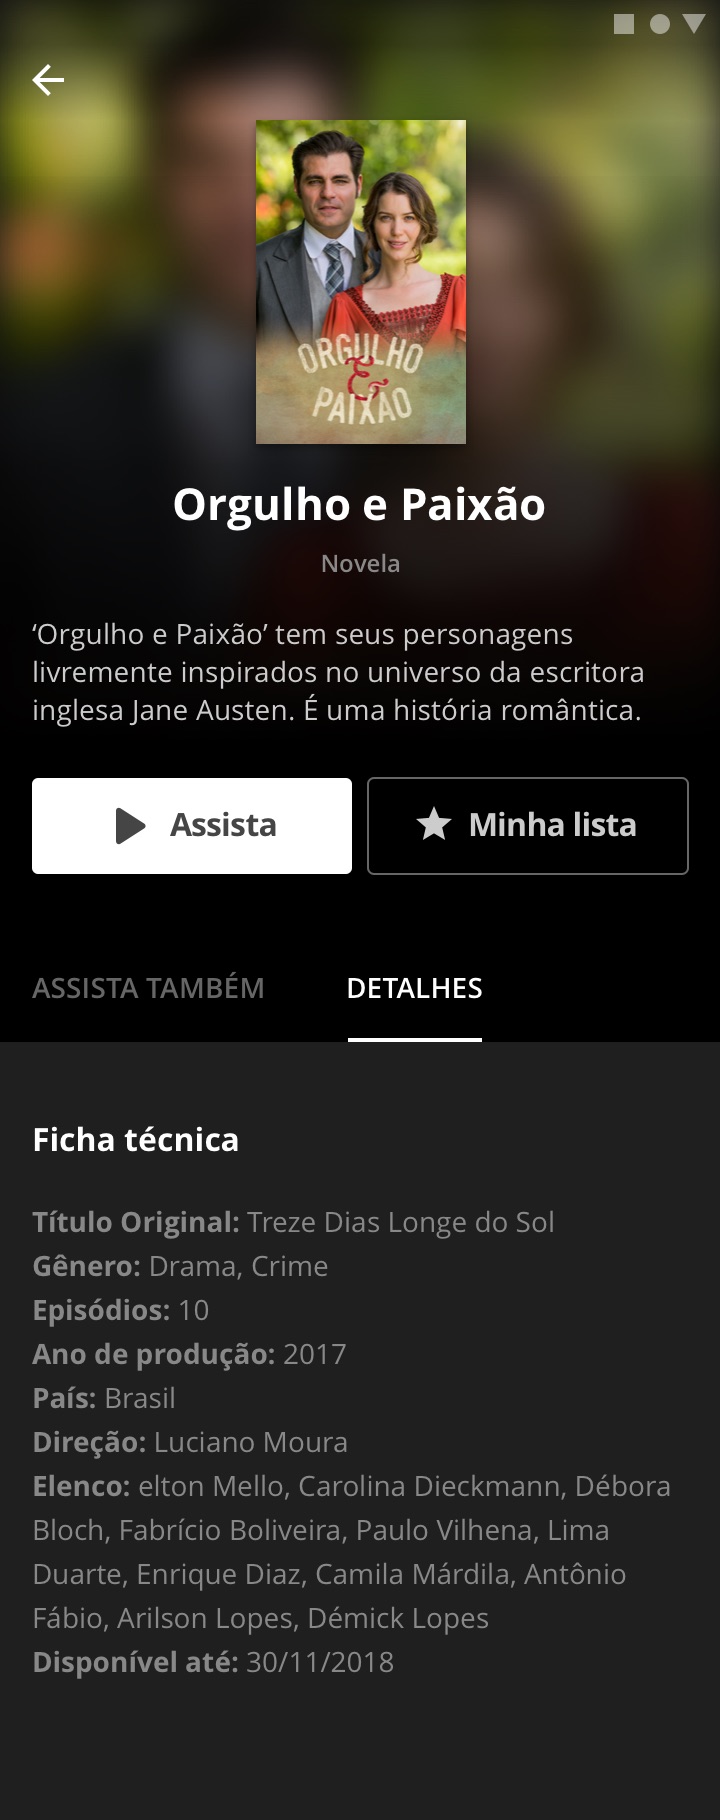 ORGULHO
&
PAIXÃO
Orgulho e Paixão
Novela
‘Orgulho e Paixão’ tem seus personagens
livremente inspirados no universo da escritora
inglesa Jane Austen. É uma história romântica.
Assista
Minha lista
ASSISTA TAMBÉM
DETALHES
Ficha técnica
Título Original: Treze Dias Longe do Sol
Gênero: Drama, Crime
Episódios: 10
Ano de produção: 2017
País: Brasil
Direção: Luciano Moura
Elenco: elton Mello, Carolina Dieckmann, Débora
Bloch, Fabrício Boliveira, Paulo Vilhena, Lima
Duarte, Enrique Diaz, Camila Márdila, Antônio
Fábio, Arilson Lopes, Démick Lopes
Disponível até: 30/11/2018